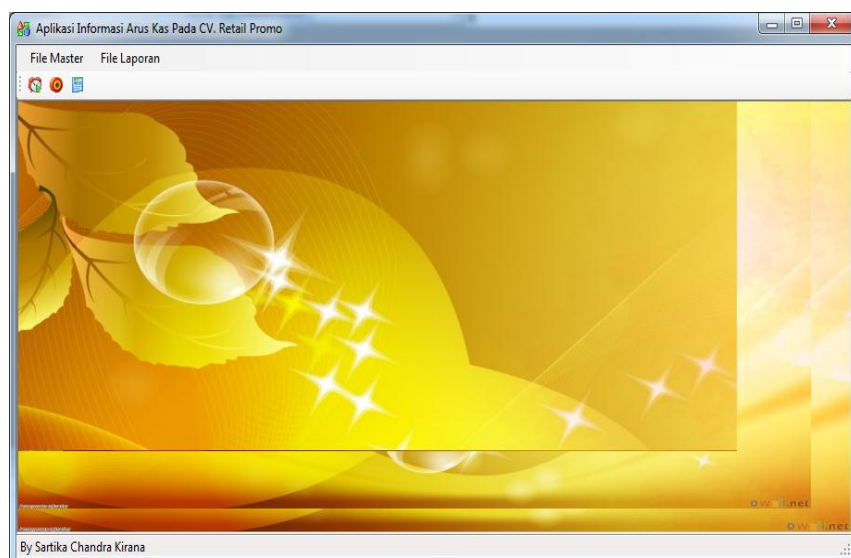 Aplikasi Informasi Arus Kas Pada CV. Retail Promo
File Master File Laporan
By Sartika Chandra Kirana